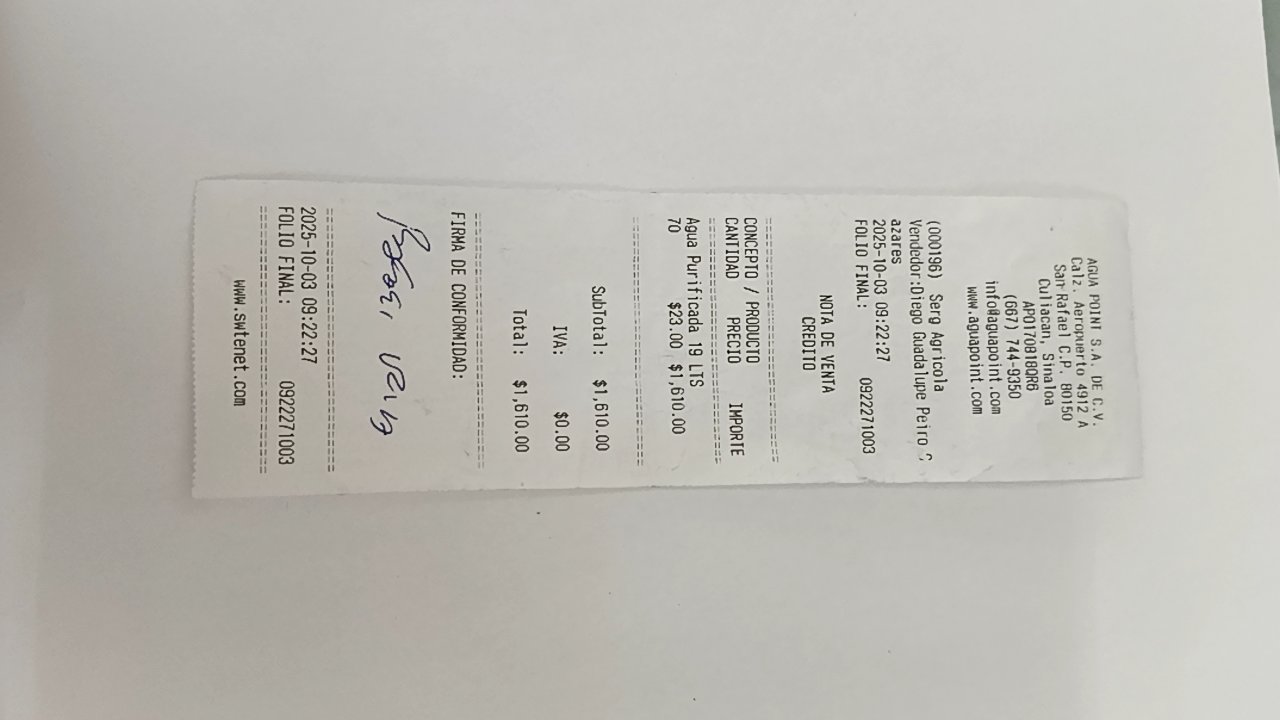 AGUA POINT S.A. DE C.V.
Calz. Aeropuerto 4912 A
San Rafael C.P. 80150
Culiacan, Sinaloa
APO170818DR6
(667) 744-9350
info@aguapoint.com
www.aguapoint.com
(000196) Serg Agricola
Vendedor:Diego Guadalupe Peiro C
azares
2025-10-03 09:22:27
FOLIO FINAL: 0922271003
NOTA DE VENTA
CREDITO
==============================
CONCEPTO / PRODUCTO
CANTIDAD PRECIO IMPORTE
==============================
Agua Purificada 19 LTS
70 $23.00 $1,610.00
==============================
SubTotal: $1,610.00
IVA: $0.00
Total: $1,610.00
==============================
FIRMA DE CONFORMIDAD:
==============================
2025-10-03 09:22:27
FOLIO FINAL: 0922271003
==============================
www.swtenet.com